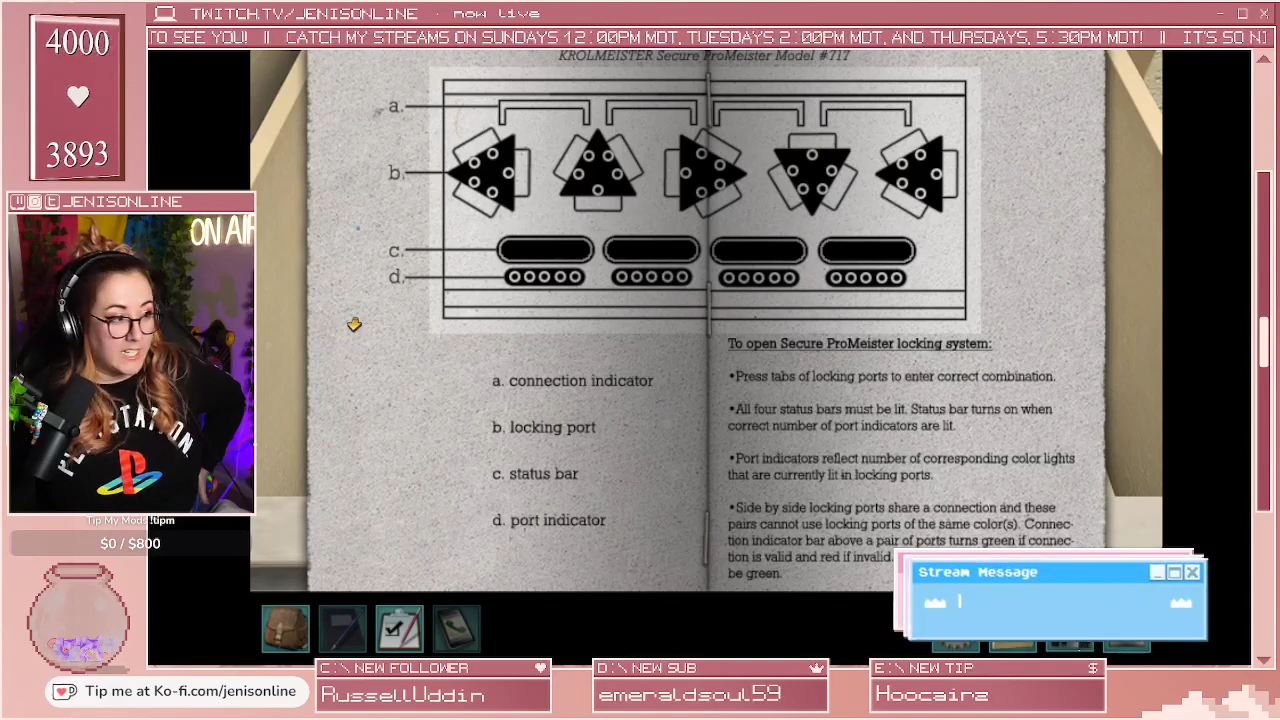 TWITCH.TV/JENISONLINE · now live
TO SEE YOU! || CATCH MY STREAMS ON SUNDAYS 12:00PM MDT, TUESDAYS 2:00PM MDT, AND THURSDAYS, 5:30PM MDT! || IT'S SO NI
4000
3893
JENISONLINE
ON AIR
PLAYSTATION
KROLMEISTER Secure ProMeister Model #717
a.
b.
c.
d.
a. connection indicator
b. locking port
c. status bar
d. port indicator
To open Secure ProMeister locking system:
•Press tabs of locking ports to enter correct combination.
•All four status bars must be lit. Status bar turns on when
correct number of port indicators are lit.
•Port indicators reflect number of corresponding color lights
that are currently lit in locking ports.
•Side by side locking ports share a connection and these
pairs cannot use locking ports of the same color(s). Connec-
tion indicator bar above a pair of ports turns green if connec-
tion is valid and red if invalid.
be green.
Stream Message
Tip My Mods !tipm
$0 / $800
Tip me at Ko-fi.com/jenisonline
C:\ NEW FOLLOWER
RussellUddin
D:\ NEW SUB
emeraldsoul59
E:\ NEW TIP $
Hoocairz